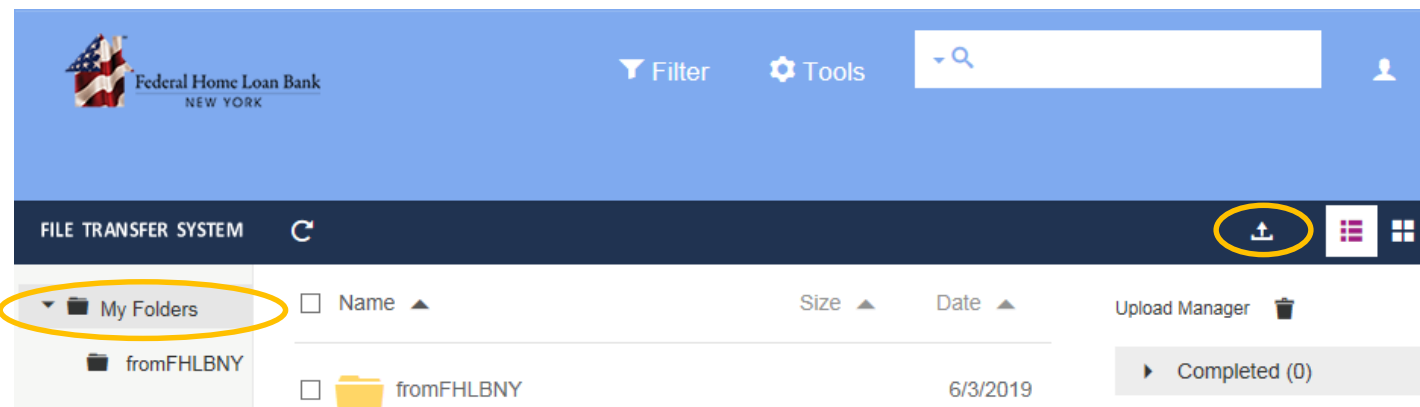 Federal Home Loan Bank
NEW YORK
Filter
Tools
FILE TRANSFER SYSTEM
My Folders
fromFHLBNY
Name
Size
Date
fromFHLBNY
6/3/2019
Upload Manager
Completed (0)